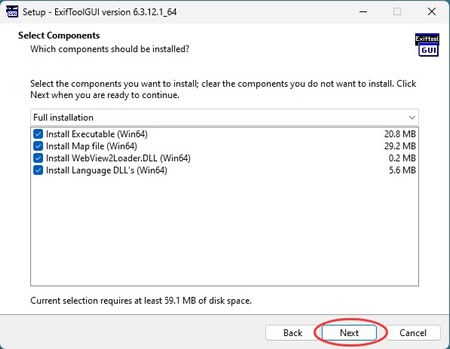 Setup - ExifToolGUI version 6.3.12.1_64
Select Components
Which components should be installed?
ExifTool
GUI
Select the components you want to install; clear the components you do not want to install. Click
Next when you are ready to continue.
Full installation
Install Executable (Win64) 20.8 MB
Install Map file (Win64) 29.2 MB
Install WebView2Loader.DLL (Win64) 0.2 MB
Install Language DLL's (Win64) 5.6 MB
Current selection requires at least 59.1 MB of disk space.
Back Next Cancel